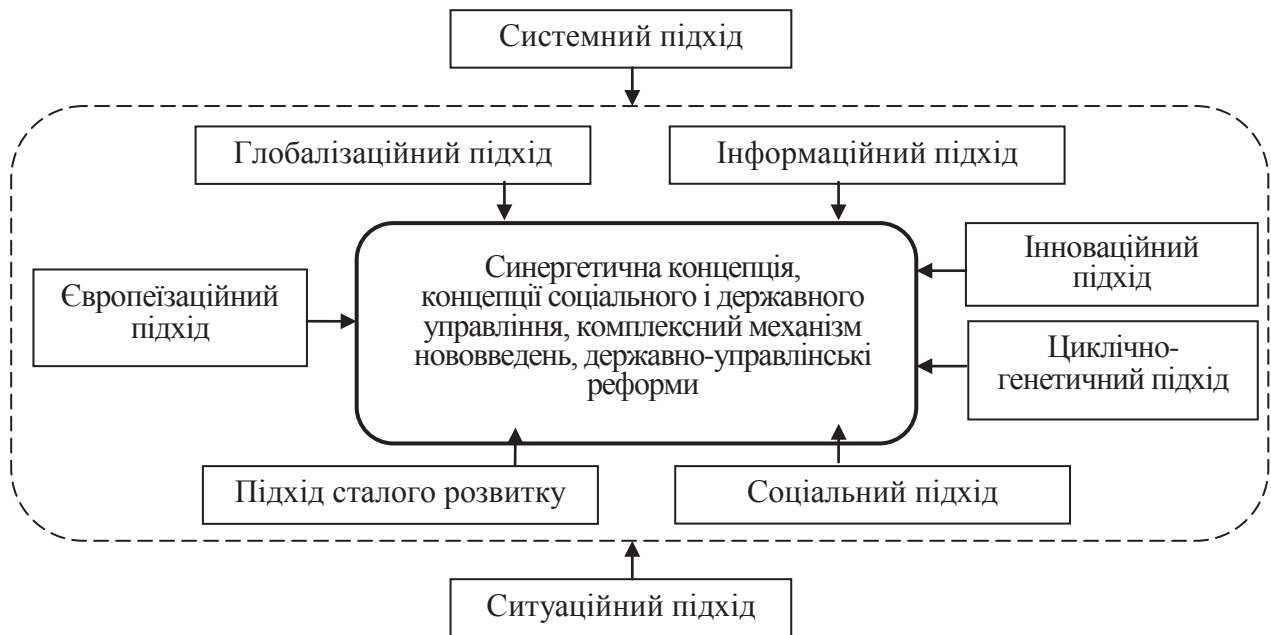 Системний підхід
Глобалізаційний підхід
Інформаційний підхід
Європеїзаційний
підхід
Синергетична концепція,
концепції соціального і державного
управління, комплексний механізм
нововведень, державно-управлінські
реформи
Інноваційний
підхід
Циклічно-
генетичний підхід
Підхід сталого розвитку
Соціальний підхід
Ситуаційний підхід